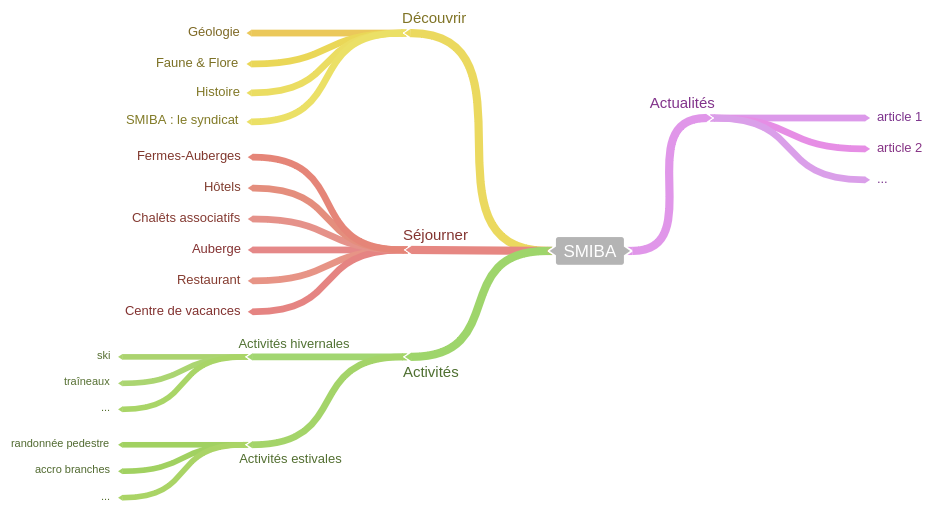 Découvrir
Géologie
Faune & Flore
Histoire
SMIBA : le syndicat
Fermes-Auberges
Hôtels
Chalêts associatifs
Séjourner
Auberge
Restaurant
Centre de vacances
SMIBA
Actualités
article 1
article 2
...
Activités hivernales
ski
traîneaux
...
Activités
randonnée pedestre
Activités estivales
accro branches
...